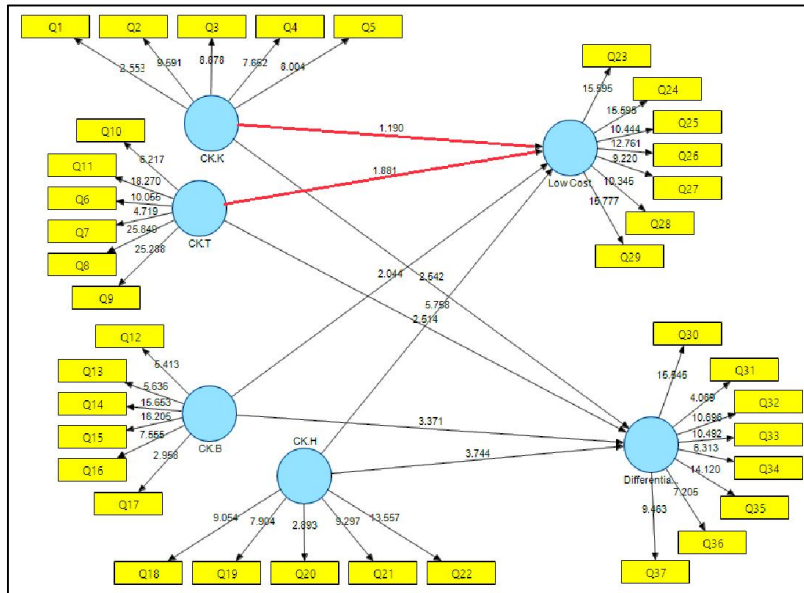 Q1
Q2
Q3
Q4
Q5
2.553
9.591
8.878
7.662
8.004
CK.K
Q23
Q24
Q25
Q26
Q27
Q28
Q29
15.595
15.595
10.444
12.761
9.220
10.345
15.777
Low Cost
1.190
1.881
Q10
Q11
Q6
Q7
Q8
Q9
6.217
18.270
10.055
4.719
25.840
25.288
CK.T
2.044
2.542
5.758
2.514
Q12
Q13
Q14
Q15
Q16
Q17
5.413
5.636
15.653
18.205
7.555
2.958
CK.B
3.371
3.744
CK.H
9.054
7.904
2.893
9.297
13.557
Q18
Q19
Q20
Q21
Q22
Q30
Q31
Q32
Q33
Q34
Q35
Q36
Q37
15.645
4.069
10.696
10.492
6.313
14.120
7.205
9.463
Differential